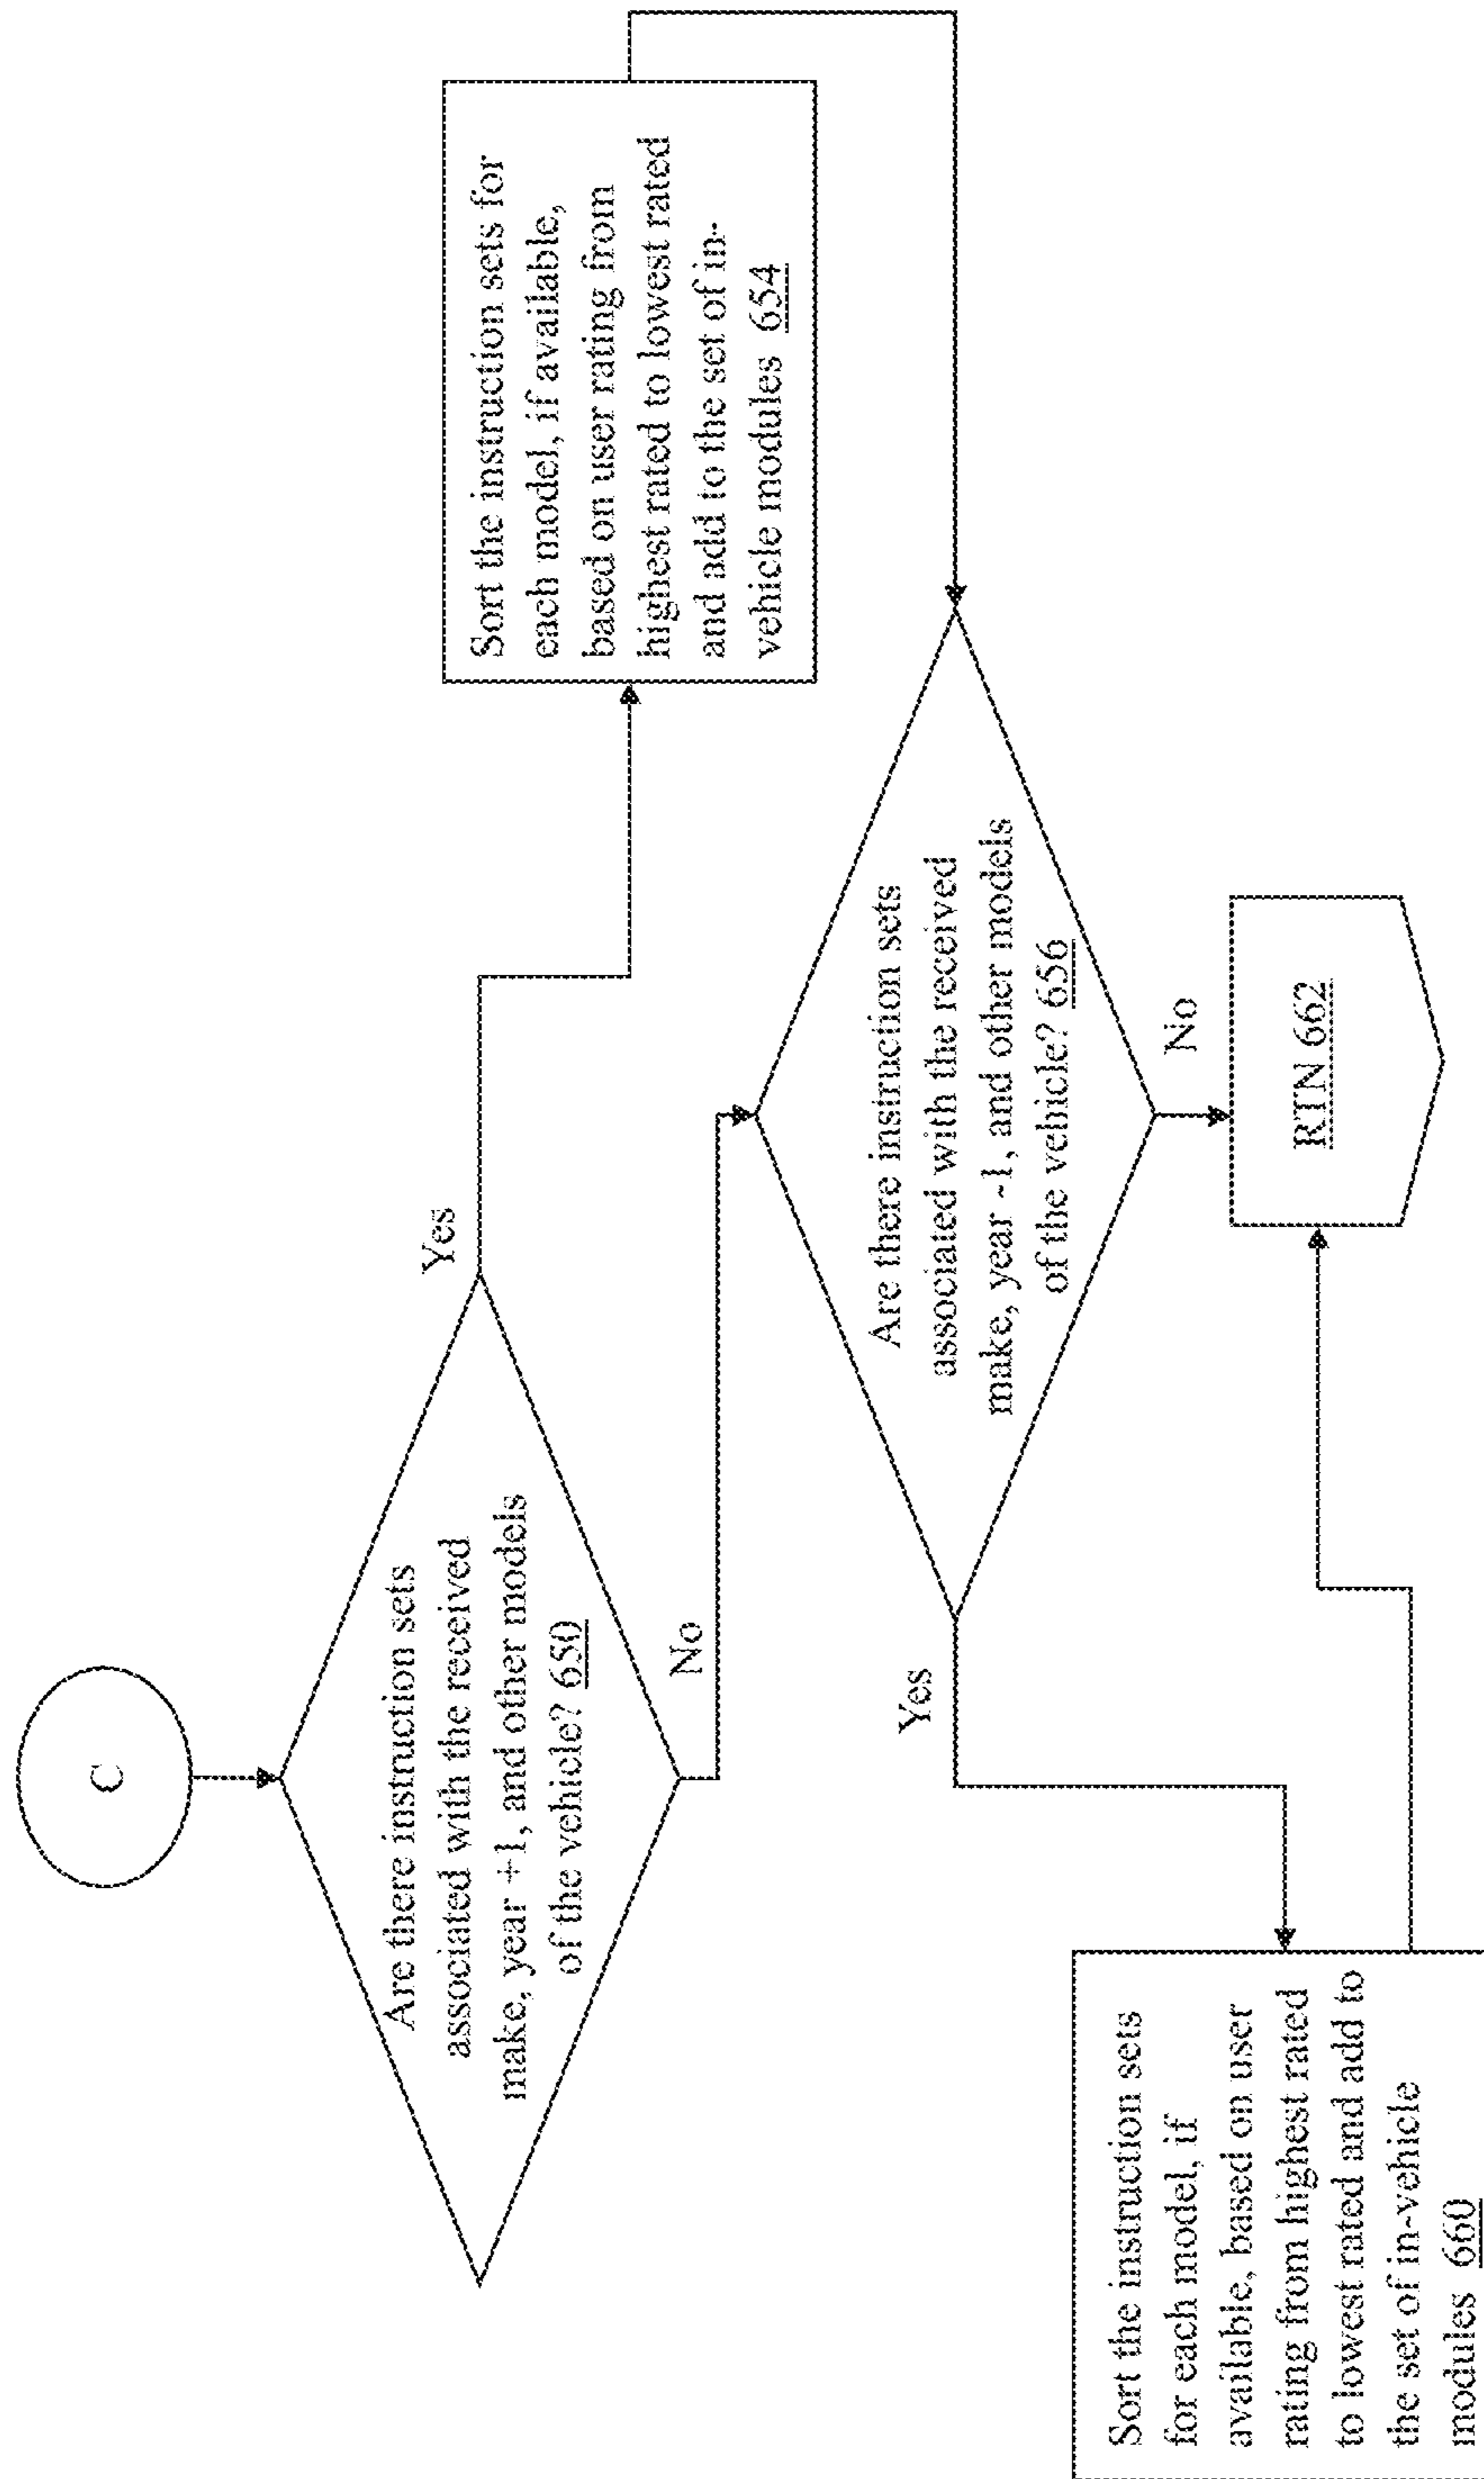 C
Are there instruction sets
associated with the received
make, year +1, and other models
of the vehicle? 650
Yes
No
Sort the instruction sets for
each model, if available,
based on user rating from
highest rated to lowest rated
and add to the set of in-
vehicle modules 654
Are there instruction sets
associated with the received
make, year -1, and other models
of the vehicle? 656
Yes
No
Sort the instruction sets
for each model, if
available, based on user
rating from highest rated
to lowest rated and add to
the set of in-vehicle
modules 660
RTN 662